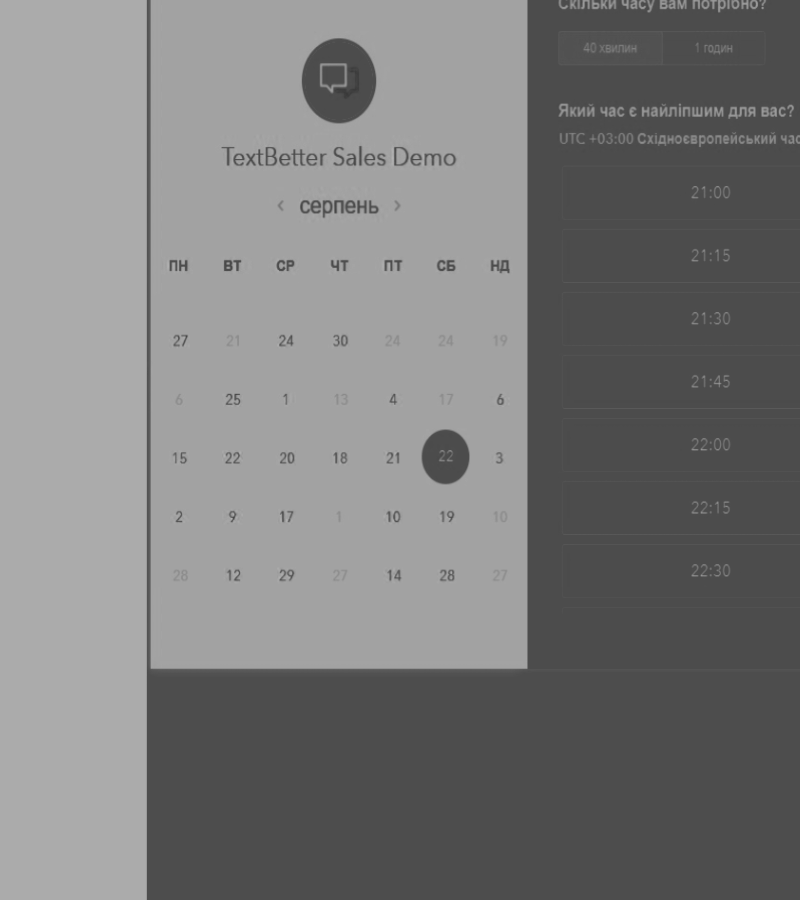 TextBetter Sales Demo
серпень
ПН ВТ СР ЧТ ПТ СБ НД
27 21 24 30 24 24 19
6 25 1 13 4 17 6
15 22 20 18 21 22 3
2 9 17 1 10 19 10
28 12 29 27 14 28 27
Скільки часу вам потрібно?
40 хвилин 1 годин
Який час є найліпшим для вас?
UTC +03:00 Східноєвропейський час
21:00
21:15
21:30
21:45
22:00
22:15
22:30